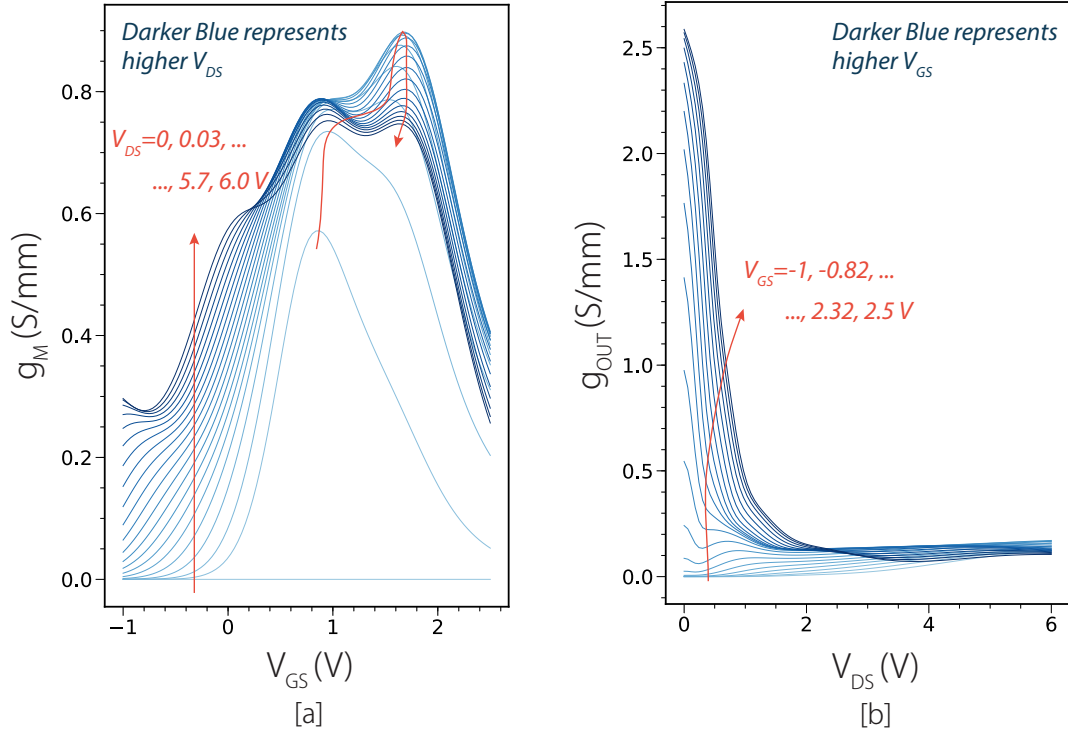 Darker Blue represents
higher V_DS
V_DS=0, 0.03, ...
..., 5.7, 6.0 V
g_M (S/mm)
0.8
0.6
0.4
0.2
0.0
−1
0
1
2
V_GS (V)
[a]
Darker Blue represents
higher V_GS
V_GS=-1, -0.82, ...
..., 2.32, 2.5 V
g_OUT (S/mm)
2.5
2.0
1.5
1.0
0.5
0.0
0
2
4
6
V_DS (V)
[b]